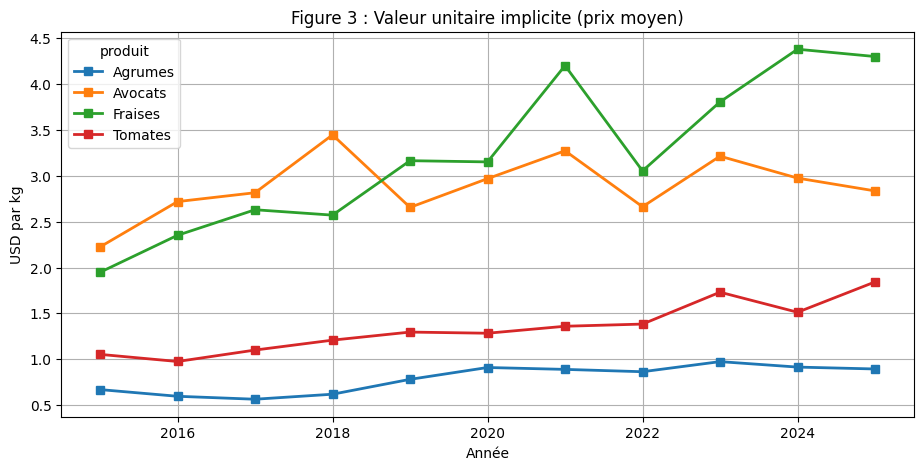 Figure 3 : Valeur unitaire implicite (prix moyen)
produit
Agrumes
Avocats
Fraises
Tomates
USD par kg
4.5
4.0
3.5
3.0
2.5
2.0
1.5
1.0
0.5
2016 2018 2020 2022 2024
Année